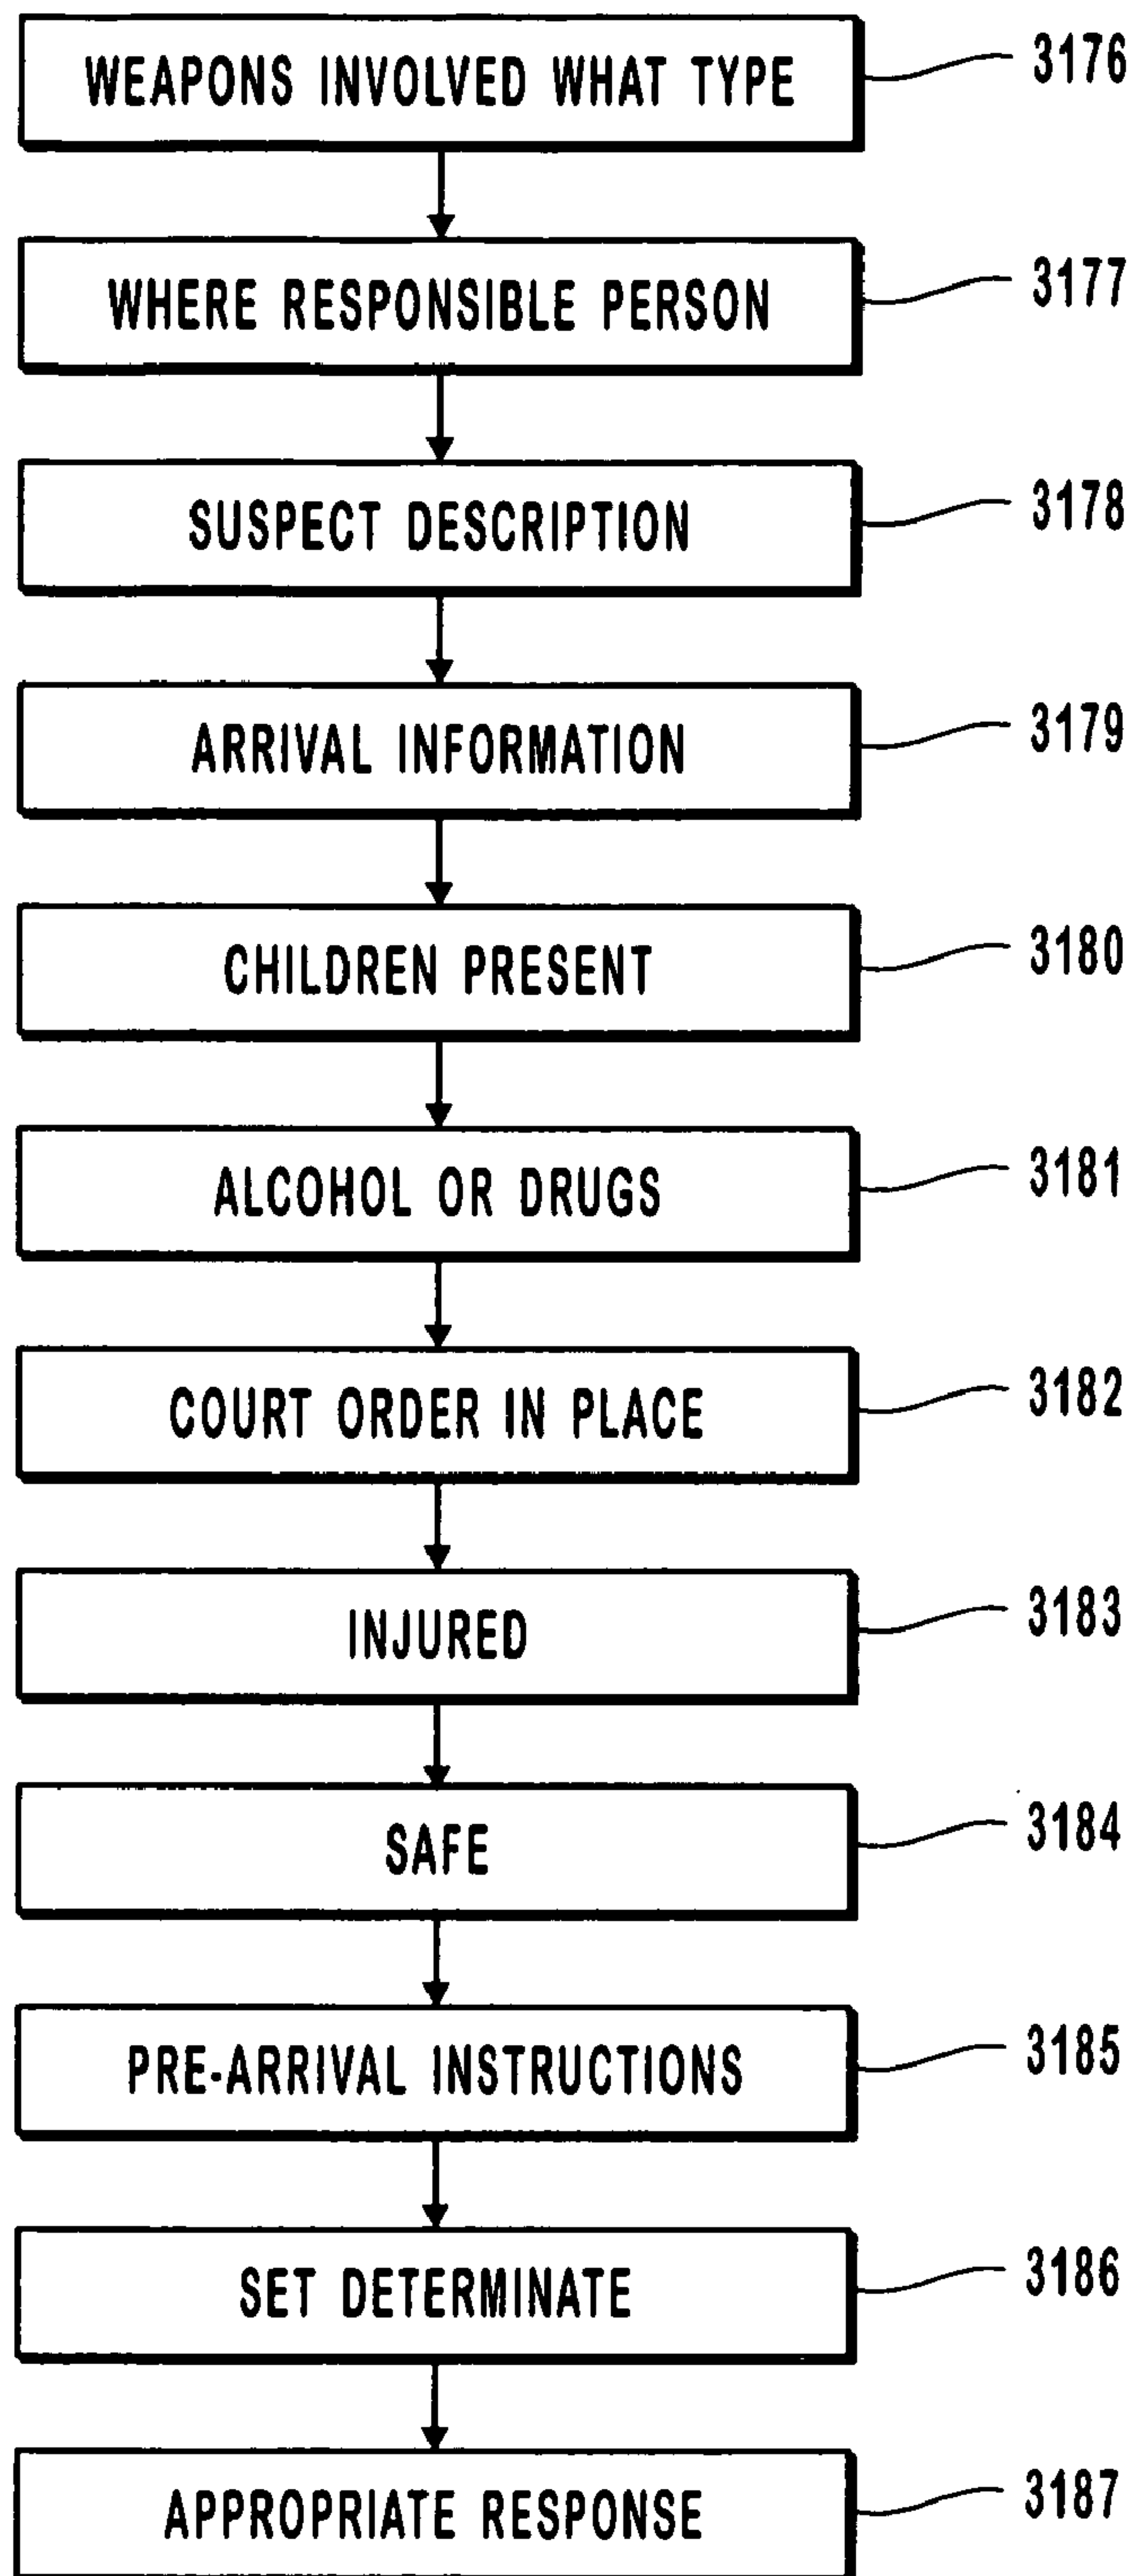 WEAPONS INVOLVED WHAT TYPE 3176
WHERE RESPONSIBLE PERSON 3177
SUSPECT DESCRIPTION 3178
ARRIVAL INFORMATION 3179
CHILDREN PRESENT 3180
ALCOHOL OR DRUGS 3181
COURT ORDER IN PLACE 3182
INJURED 3183
SAFE 3184
PRE-ARRIVAL INSTRUCTIONS 3185
SET DETERMINATE 3186
APPROPRIATE RESPONSE 3187